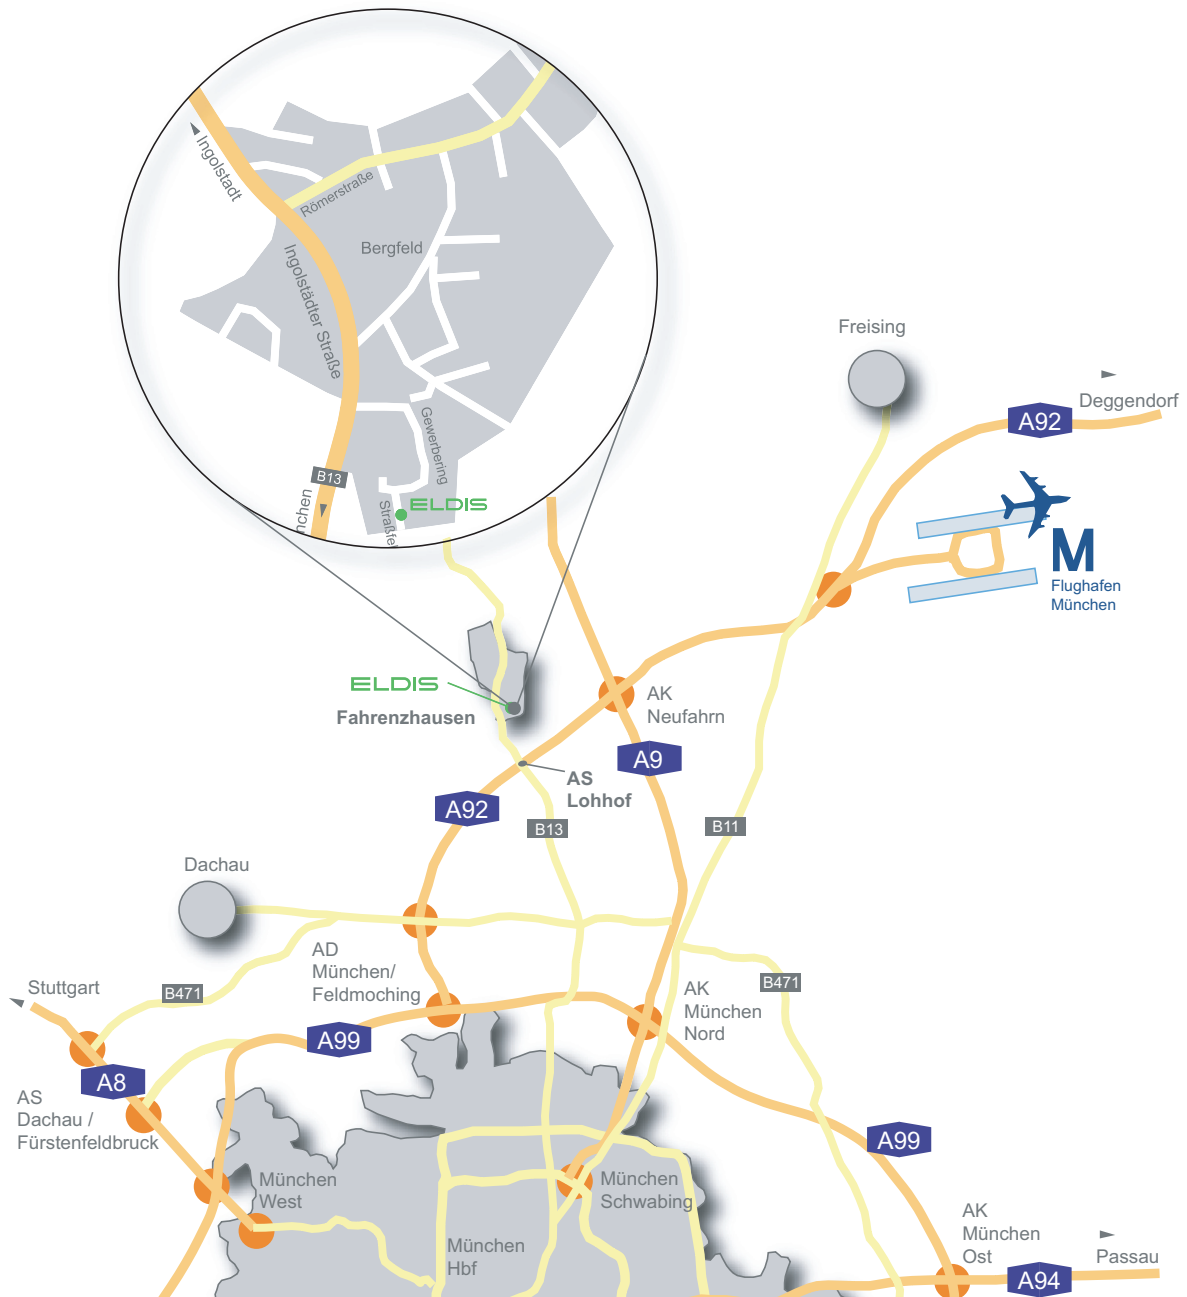 Ingolstadt
Römerstraße
Bergfeld
Ingolstädter Straße
Gewerbering
B13
nchen
Straßfe
ELDIS
Freising
Deggendorf
A92
M
Flughafen
München
ELDIS
Fahrenzhausen
AK
Neufahrn
A9
AS
Lohhof
A92
B13
B11
Dachau
AD
München/
Feldmoching
Stuttgart
B471
B471
AK
München
Nord
A99
A8
AS
Dachau /
Fürstenfeldbruck
A99
München
West
München
Schwabing
München
Hbf
AK
München
Ost
Passau
A94